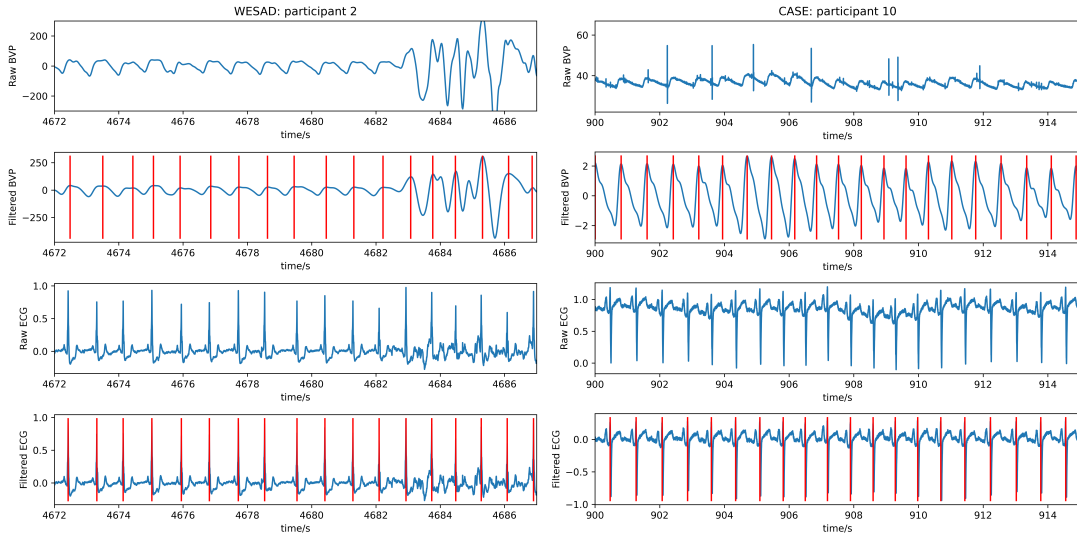 WESAD: participant 2
200
0
−200
Raw BVP
4672 4674 4676 4678 4680 4682 4684 4686
time/s
250
0
−250
Filtered BVP
4672 4674 4676 4678 4680 4682 4684 4686
time/s
1.0
0.5
0.0
Raw ECG
4672 4674 4676 4678 4680 4682 4684 4686
time/s
1.0
0.5
0.0
Filtered ECG
4672 4674 4676 4678 4680 4682 4684 4686
time/s
CASE: participant 10
60
40
Raw BVP
900 902 904 906 908 910 912 914
time/s
2
0
−2
Filtered BVP
900 902 904 906 908 910 912 914
time/s
1.0
0.5
0.0
Raw ECG
900 902 904 906 908 910 912 914
time/s
0.0
−0.5
−1.0
Filtered ECG
900 902 904 906 908 910 912 914
time/s